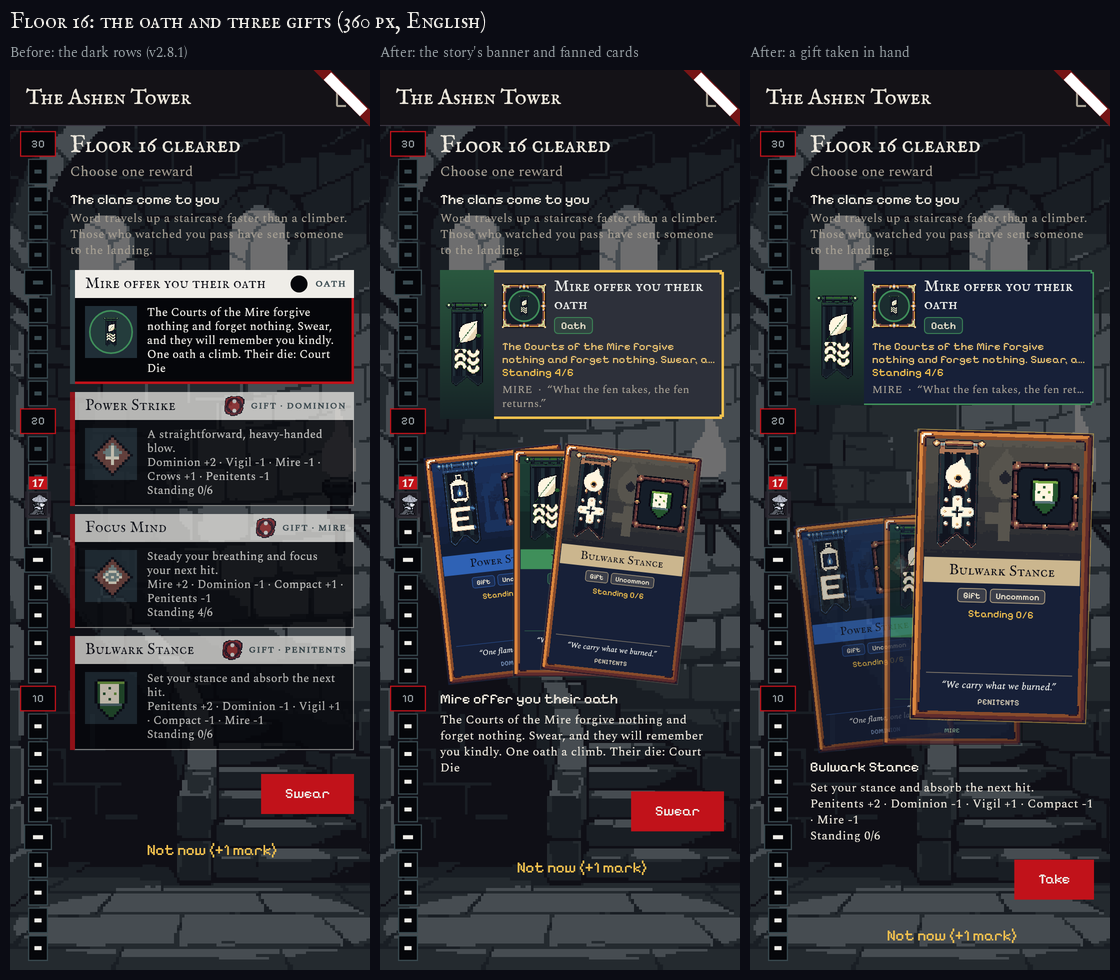 Floor 16: the oath and three gifts (360 px, English)
Before: the dark rows (v2.8.1)
The Ashen Tower
30
Floor 16 cleared
Choose one reward
The clans come to you
Word travels up a staircase faster than a climber.
Those who watched you pass have sent someone
to the landing.
Mire offer you their oath
OATH
The Courts of the Mire forgive
nothing and forget nothing. Swear,
and they will remember you kindly.
One oath a climb. Their die: Court
Die
20
Power Strike
GIFT · DOMINION
A straightforward, heavy-handed
blow.
Dominion +2 · Vigil -1 · Mire -1 ·
Crows +1 · Penitents -1
Standing 0/6
17
Focus Mind
GIFT · MIRE
Steady your breathing and focus
your next hit.
Mire +2 · Dominion -1 · Compact +1 ·
Penitents -1
Standing 4/6
Bulwark Stance
GIFT · PENITENTS
Set your stance and absorb the next
hit.
Penitents +2 · Dominion -1 · Vigil +1
· Compact -1 · Mire -1
Standing 0/6
10
Swear
Not now (+1 mark)
After: the story's banner and fanned cards
The Ashen Tower
30
Floor 16 cleared
Choose one reward
The clans come to you
Word travels up a staircase faster than a climber.
Those who watched you pass have sent someone
to the landing.
Mire offer you their
oath
Oath
The Courts of the Mire forgive
nothing and forget nothing. Swear, a...
Standing 4/6
MIRE · “What the fen takes, the fen
returns.”
20
17
E
Power S
Gift
Unc
Standin
“One fla
DOM
Bulwark Stance
Gift
Uncommon
Standing 0/6
“We carry what we burned.”
PENITENTS
10
Mire offer you their oath
The Courts of the Mire forgive nothing and
forget nothing. Swear, and they will remember
you kindly. One oath a climb. Their die: Court
Die
Swear
Not now (+1 mark)
After: a gift taken in hand
The Ashen Tower
30
Floor 16 cleared
Choose one reward
The clans come to you
Word travels up a staircase faster than a climber.
Those who watched you pass have sent someone
to the landing.
Mire offer you their
oath
Oath
The Courts of the Mire forgive
nothing and forget nothing. Swear, a...
Standing 4/6
MIRE · “What the fen takes, the fen ret...
20
17
E
Power
Gift
Bulwark Stance
Gift
Uncommon
Standing 0/6
“We carry what we burned.”
PENITENTS
MIRE
10
Bulwark Stance
Set your stance and absorb the next hit.
Penitents +2 · Dominion -1 · Vigil +1 · Compact -1
· Mire -1
Standing 0/6
Take
Not now (+1 mark)